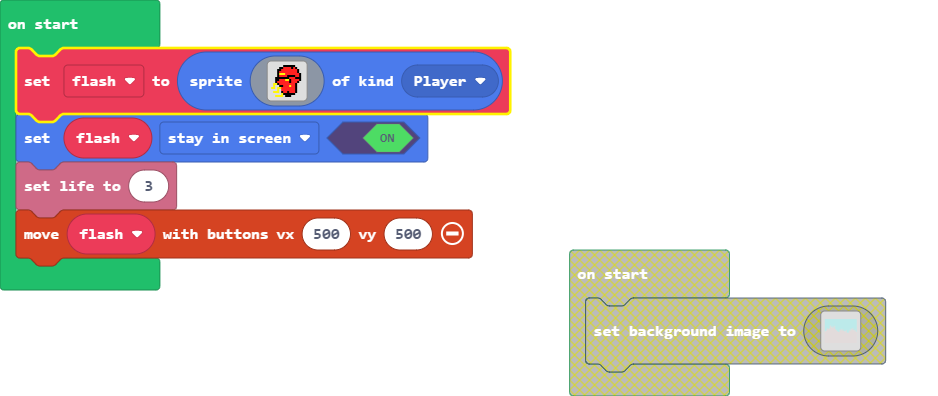 on start
set flash to sprite of kind Player
set flash stay in screen ON
set life to 3
move flash with buttons vx 500 vy 500
on start
set background image to